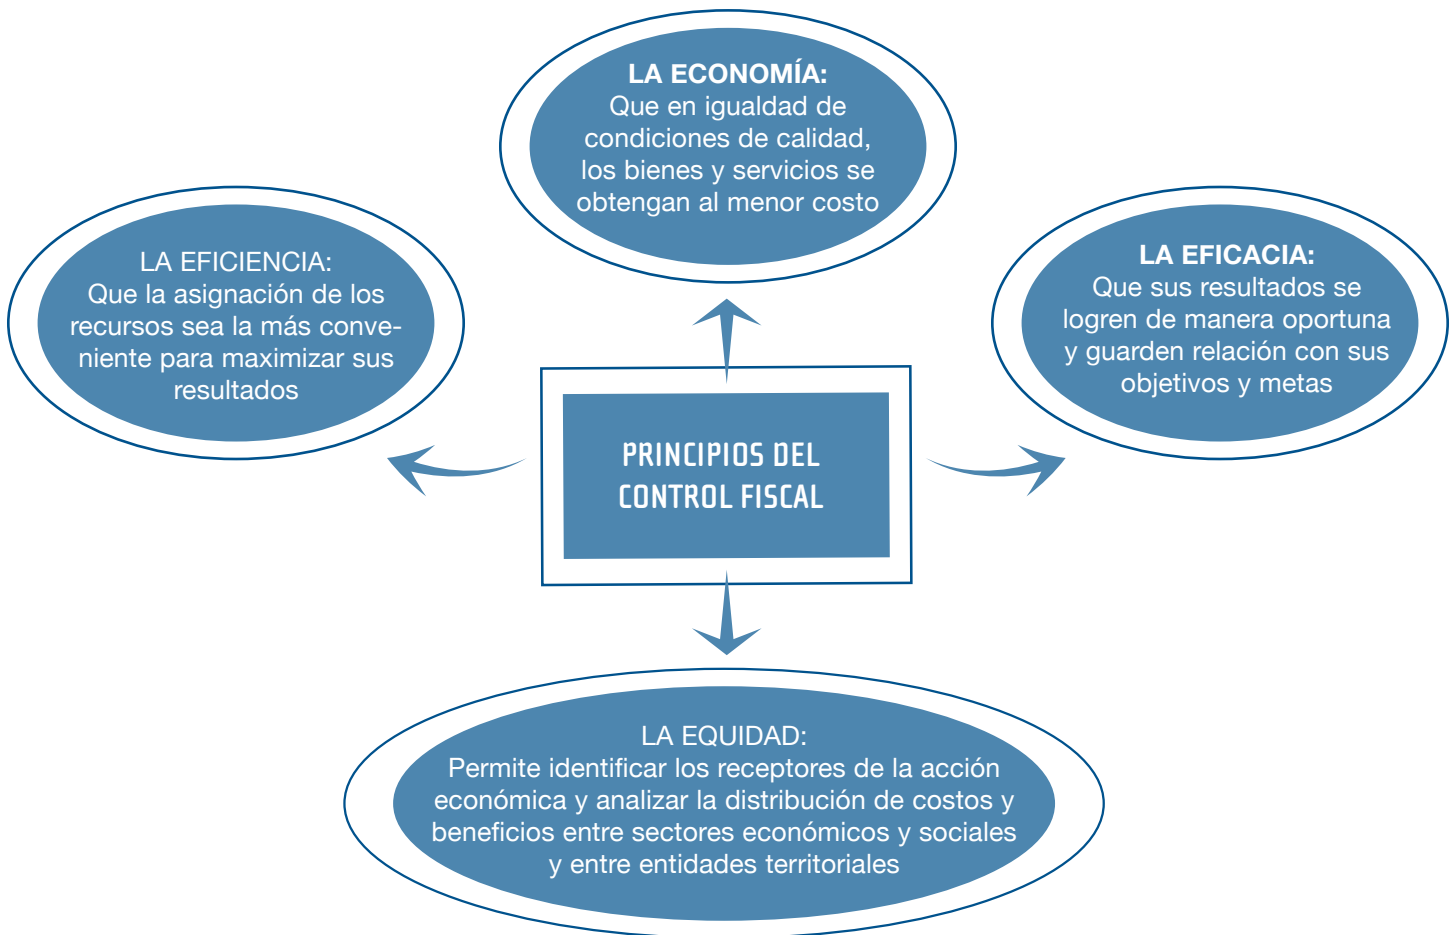 LA ECONOMÍA:
Que en igualdad de
condiciones de calidad,
los bienes y servicios se
obtengan al menor costo
LA EFICIENCIA:
Que la asignación de los
recursos sea la más conve-
niente para maximizar sus
resultados
LA EFICACIA:
Que sus resultados se
logren de manera oportuna
y guarden relación con sus
objetivos y metas
PRINCIPIOS DEL
CONTROL FISCAL
LA EQUIDAD:
Permite identificar los receptores de la acción
económica y analizar la distribución de costos y
beneficios entre sectores económicos y sociales
y entre entidades territoriales